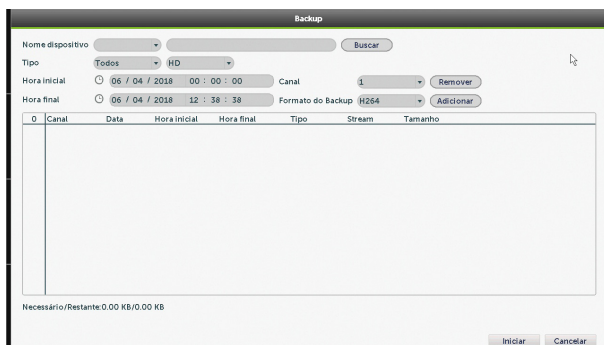 Backup
Nome dispositivo Buscar
Tipo Todos HD
Hora inicial 06 / 04 / 2018 00 : 00 : 00 Canal 1 Remover
Hora final 06 / 04 / 2018 12 : 38 : 38 Formato do Backup H264 Adicionar
0 Canal Data Hora inicial Hora final Tipo Stream Tamanho
Necessário/Restante:0.00 KB/0.00 KB
Iniciar Cancelar